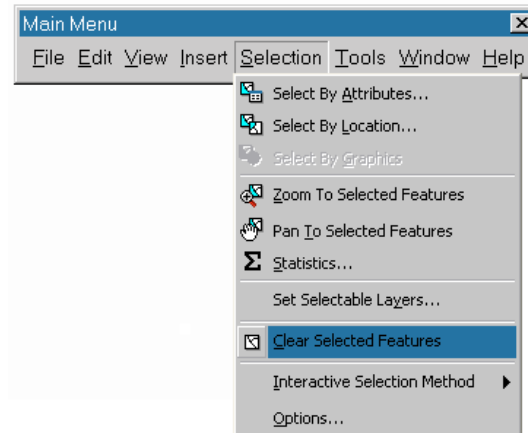 Main Menu
File Edit View Insert Selection Tools Window Help
Select By Attributes...
Select By Location...
Select By Graphics
Zoom To Selected Features
Pan To Selected Features
Statistics...
Set Selectable Layers...
Clear Selected Features
Interactive Selection Method
Options...